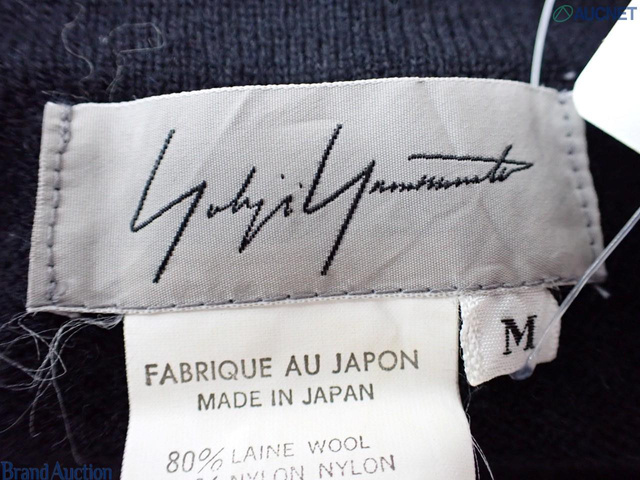 AUCNET
Yohji Yamamoto
M
FABRIQUE AU JAPON
MADE IN JAPAN
80% LAINE WOOL
% NYLON NYLON
Brand Auction